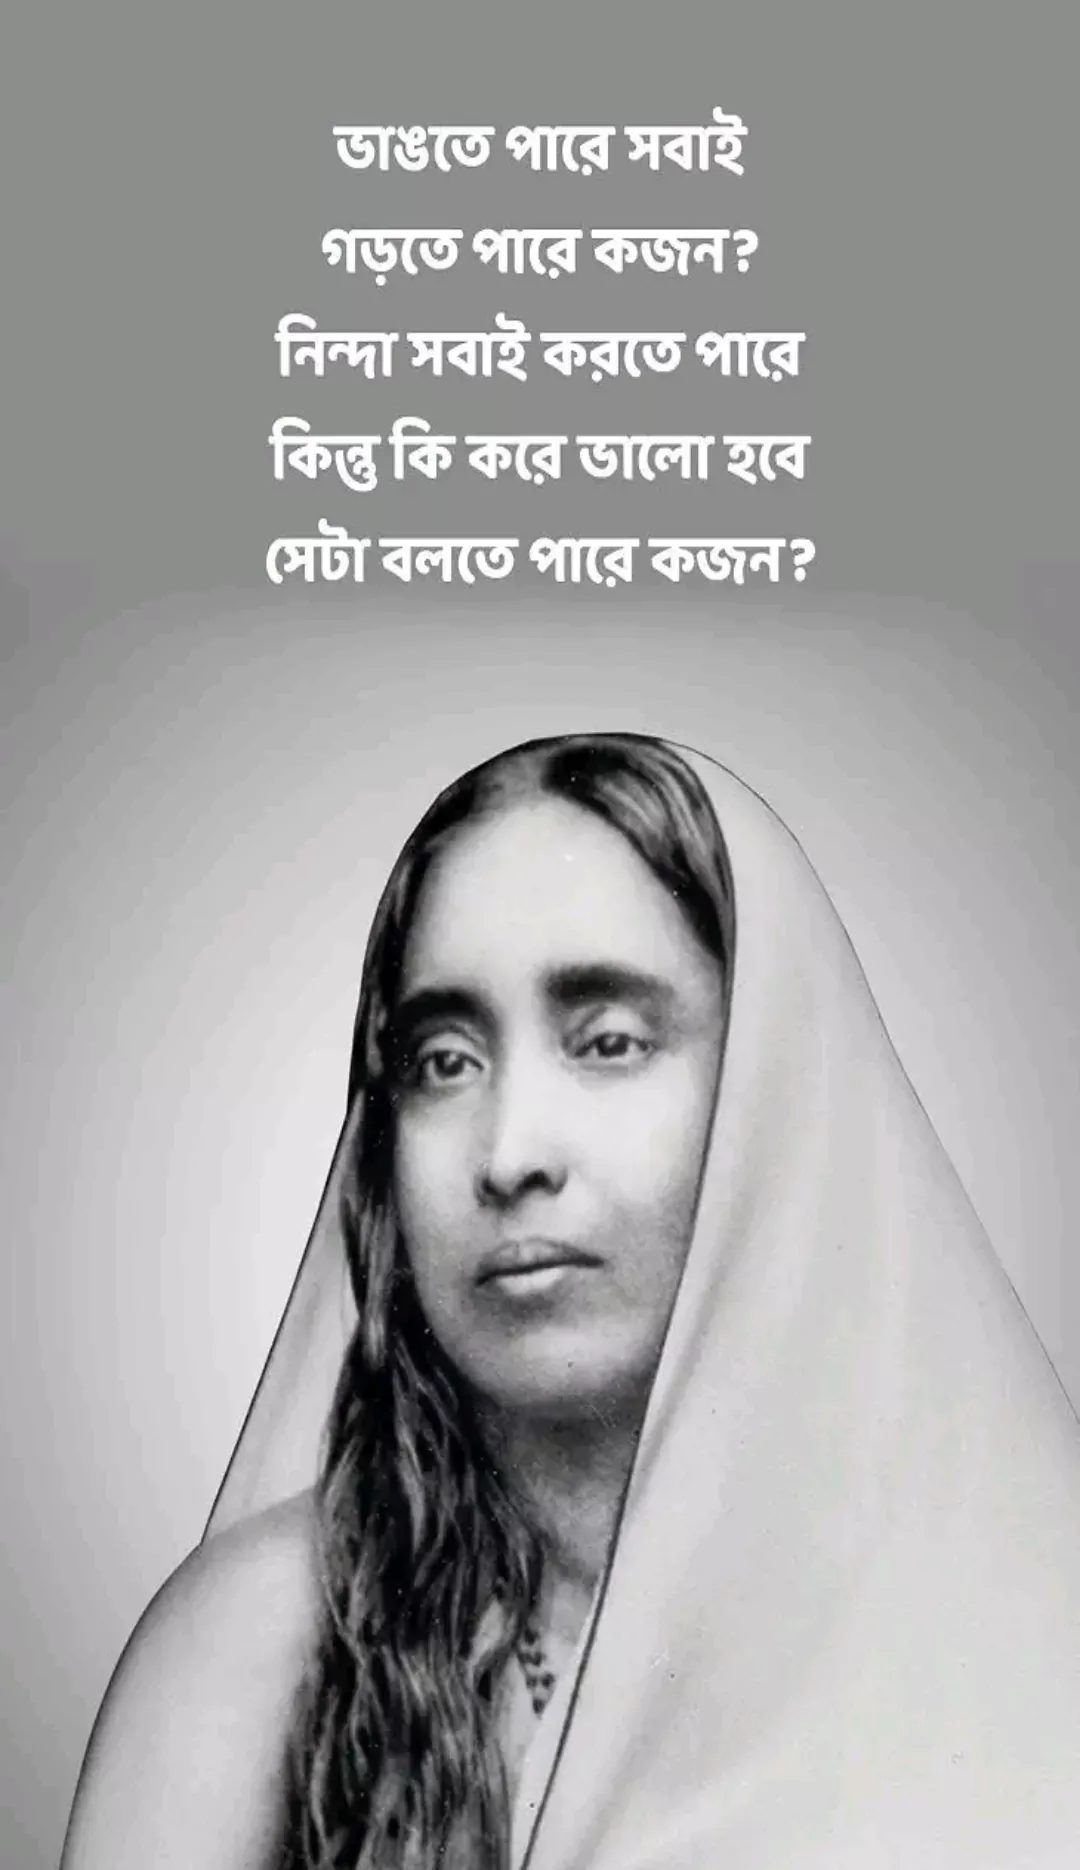 ভাঙতে পারে সবাই
গড়তে পারে কজন?
নিন্দা সবাই করতে পারে
কিন্তু কি করে ভালো হবে
সেটা বলতে পারে কজন?